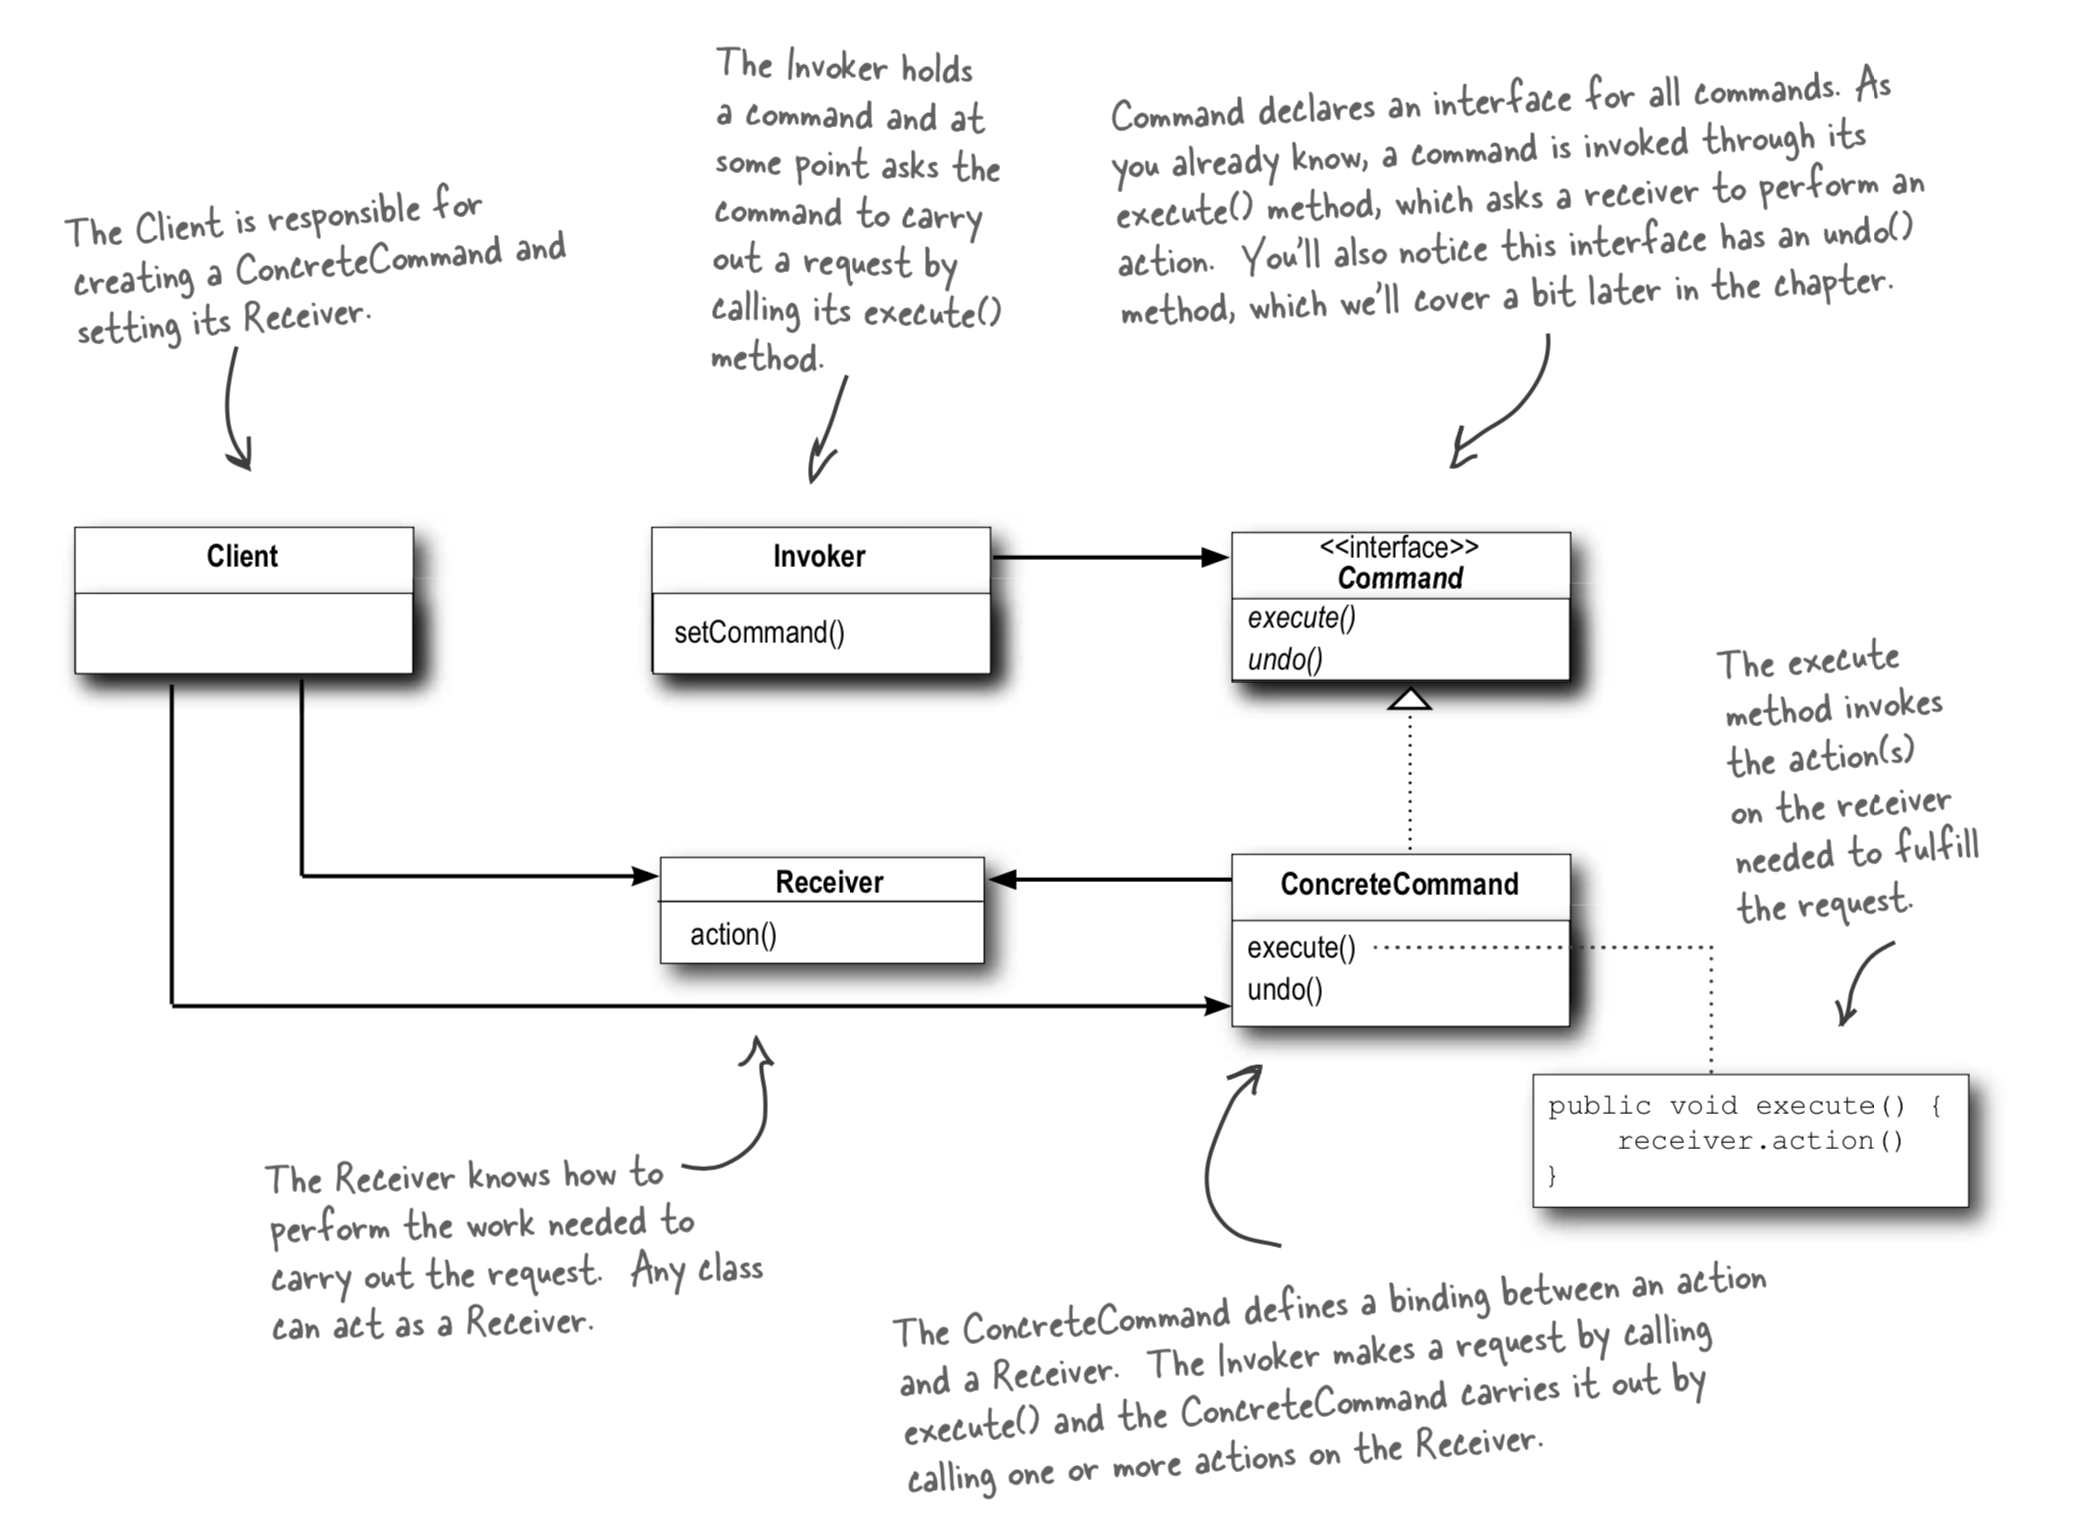 The Client is responsible for
creating a ConcreteCommand and
setting its Receiver.
The Invoker holds
a command and at
some point asks the
command to carry
out a request by
calling its execute()
method.
Command declares an interface for all commands. As
you already know, a command is invoked through its
execute() method, which asks a receiver to perform an
action. You'll also notice this interface has an undo()
method, which we'll cover a bit later in the chapter.
Client
Invoker
setCommand()
<<interface>>
Command
execute()
undo()
The execute
method invokes
the action(s)
on the receiver
needed to fulfill
the request.
Receiver
action()
ConcreteCommand
execute()
undo()
public void execute() {
receiver.action()
}
The Receiver knows how to
perform the work needed to
carry out the request. Any class
can act as a Receiver.
The ConcreteCommand defines a binding between an action
and a Receiver. The Invoker makes a request by calling
execute() and the ConcreteCommand carries it out by
calling one or more actions on the Receiver.